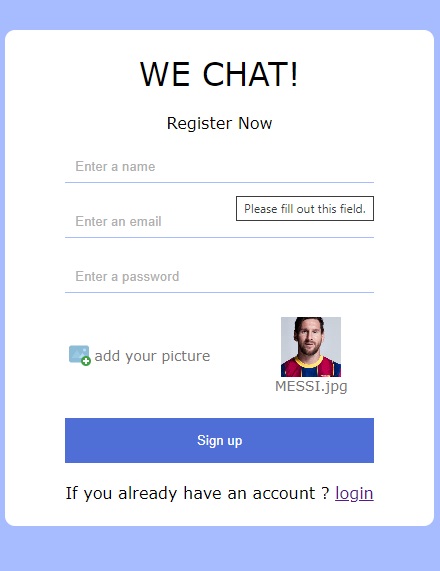 WE CHAT!
Register Now
Enter a name
Please fill out this field.
Enter an email
Enter a password
add your picture
MESSI.jpg
Sign up
If you already have an account ? login